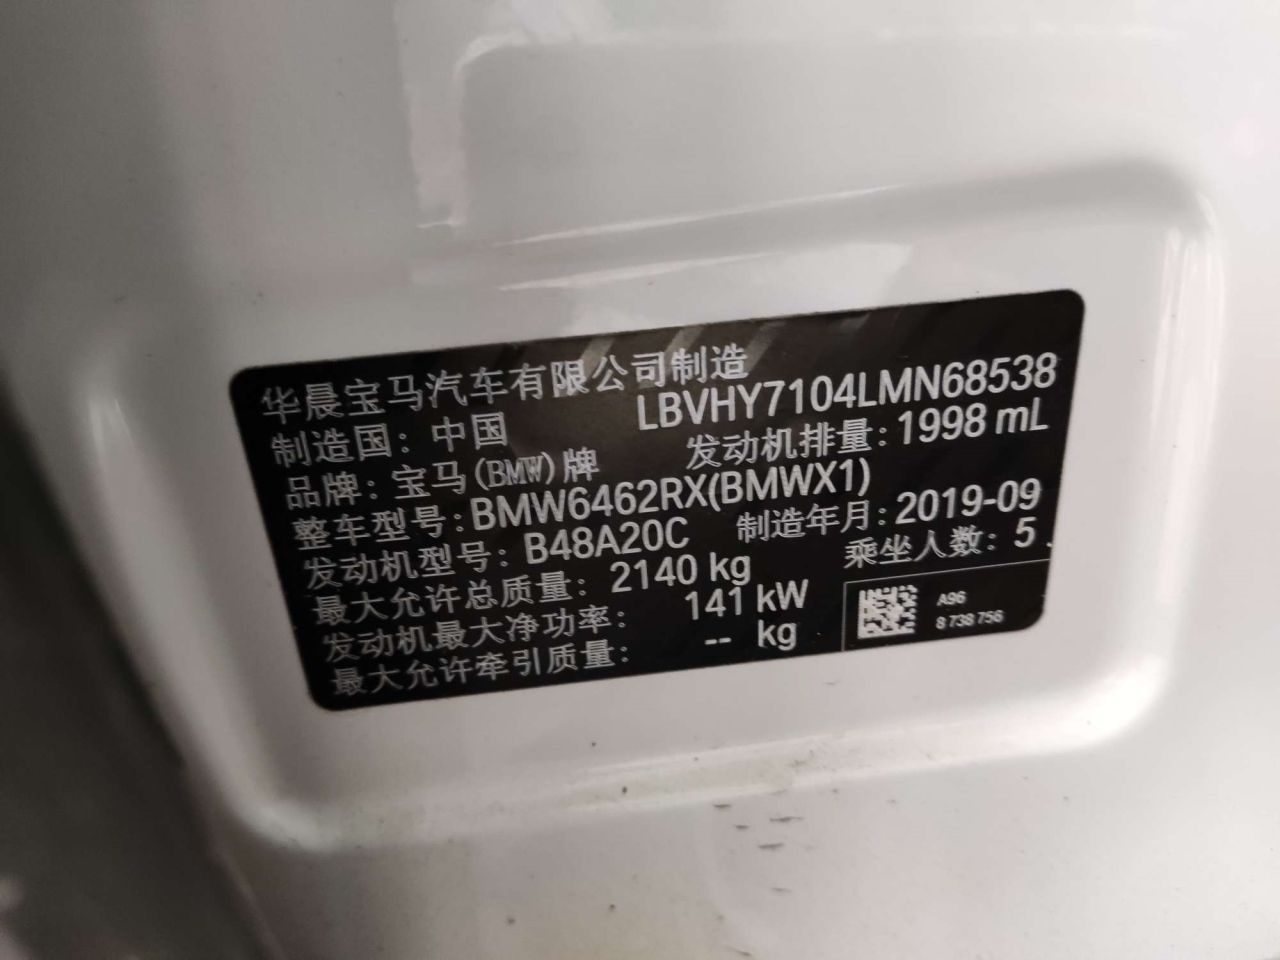 华晨宝马汽车有限公司制造
LBVHY7104LMN68538
制造国：中国
发动机排量：1998 mL
品牌：宝马(BMW)牌
整车型号：BMW6462RX(BMWX1)
制造年月：2019-09
发动机型号：B48A20C
乘坐人数：5
最大允许总质量：2140 kg
发动机最大净功率：141 kW
最大允许牵引质量：-- kg
A96
8 738 756